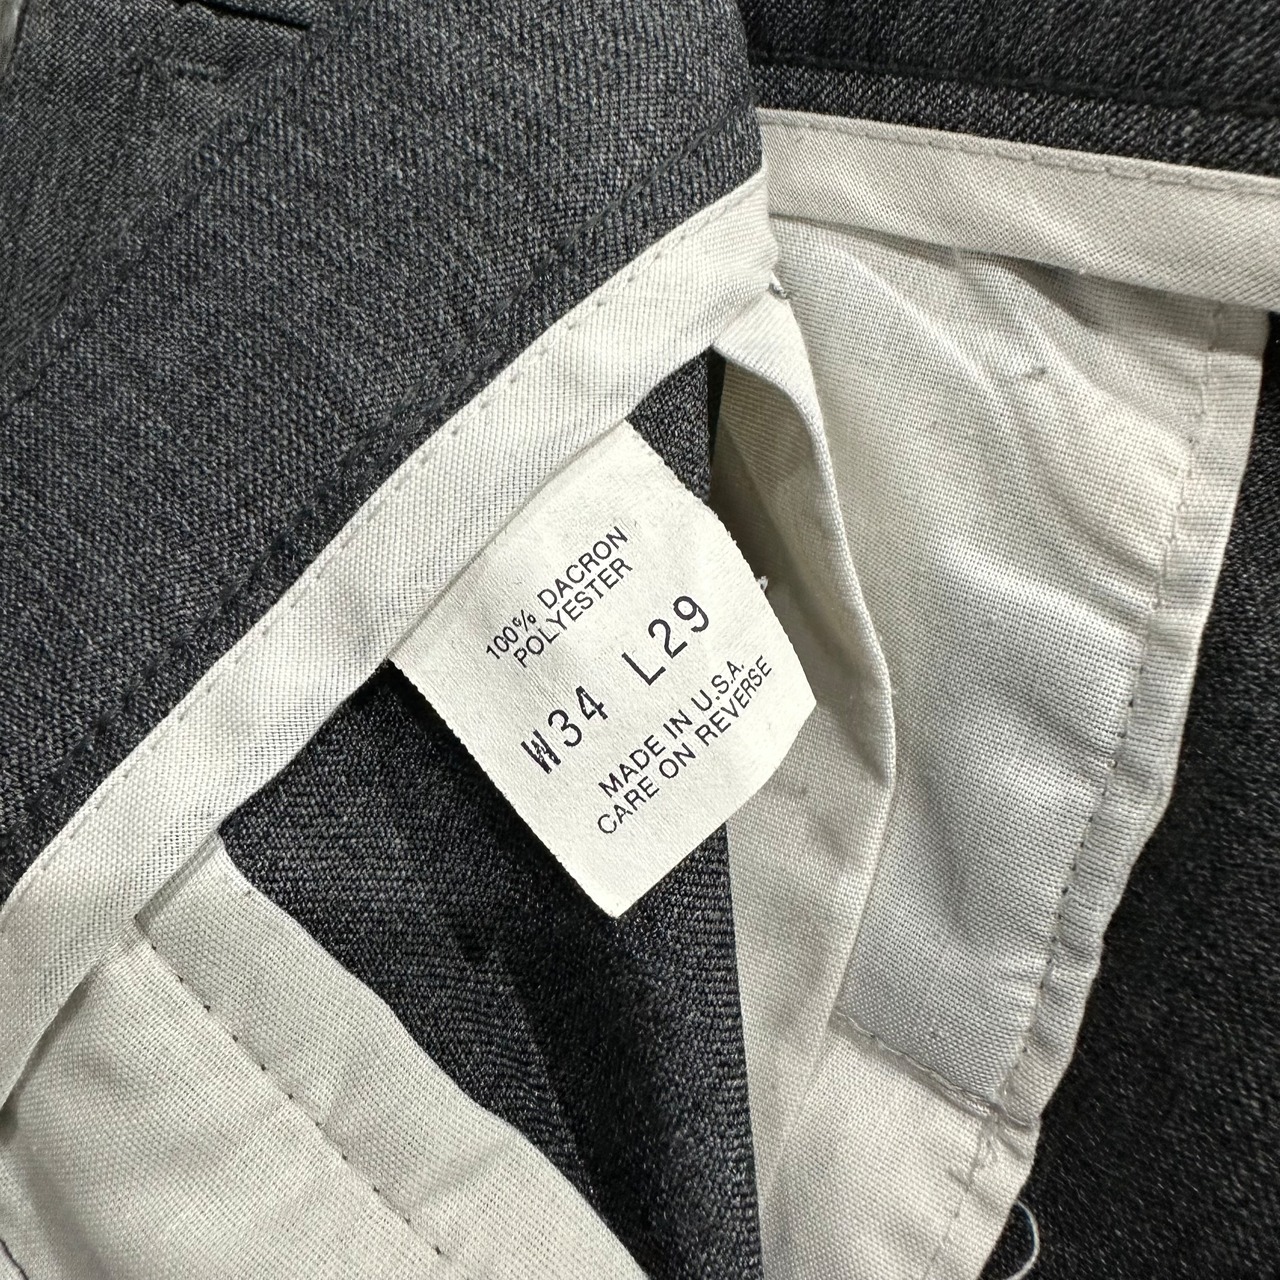 100% DACRON
POLYESTER
W34 L29
MADE IN U.S.A.
CARE ON REVERSE